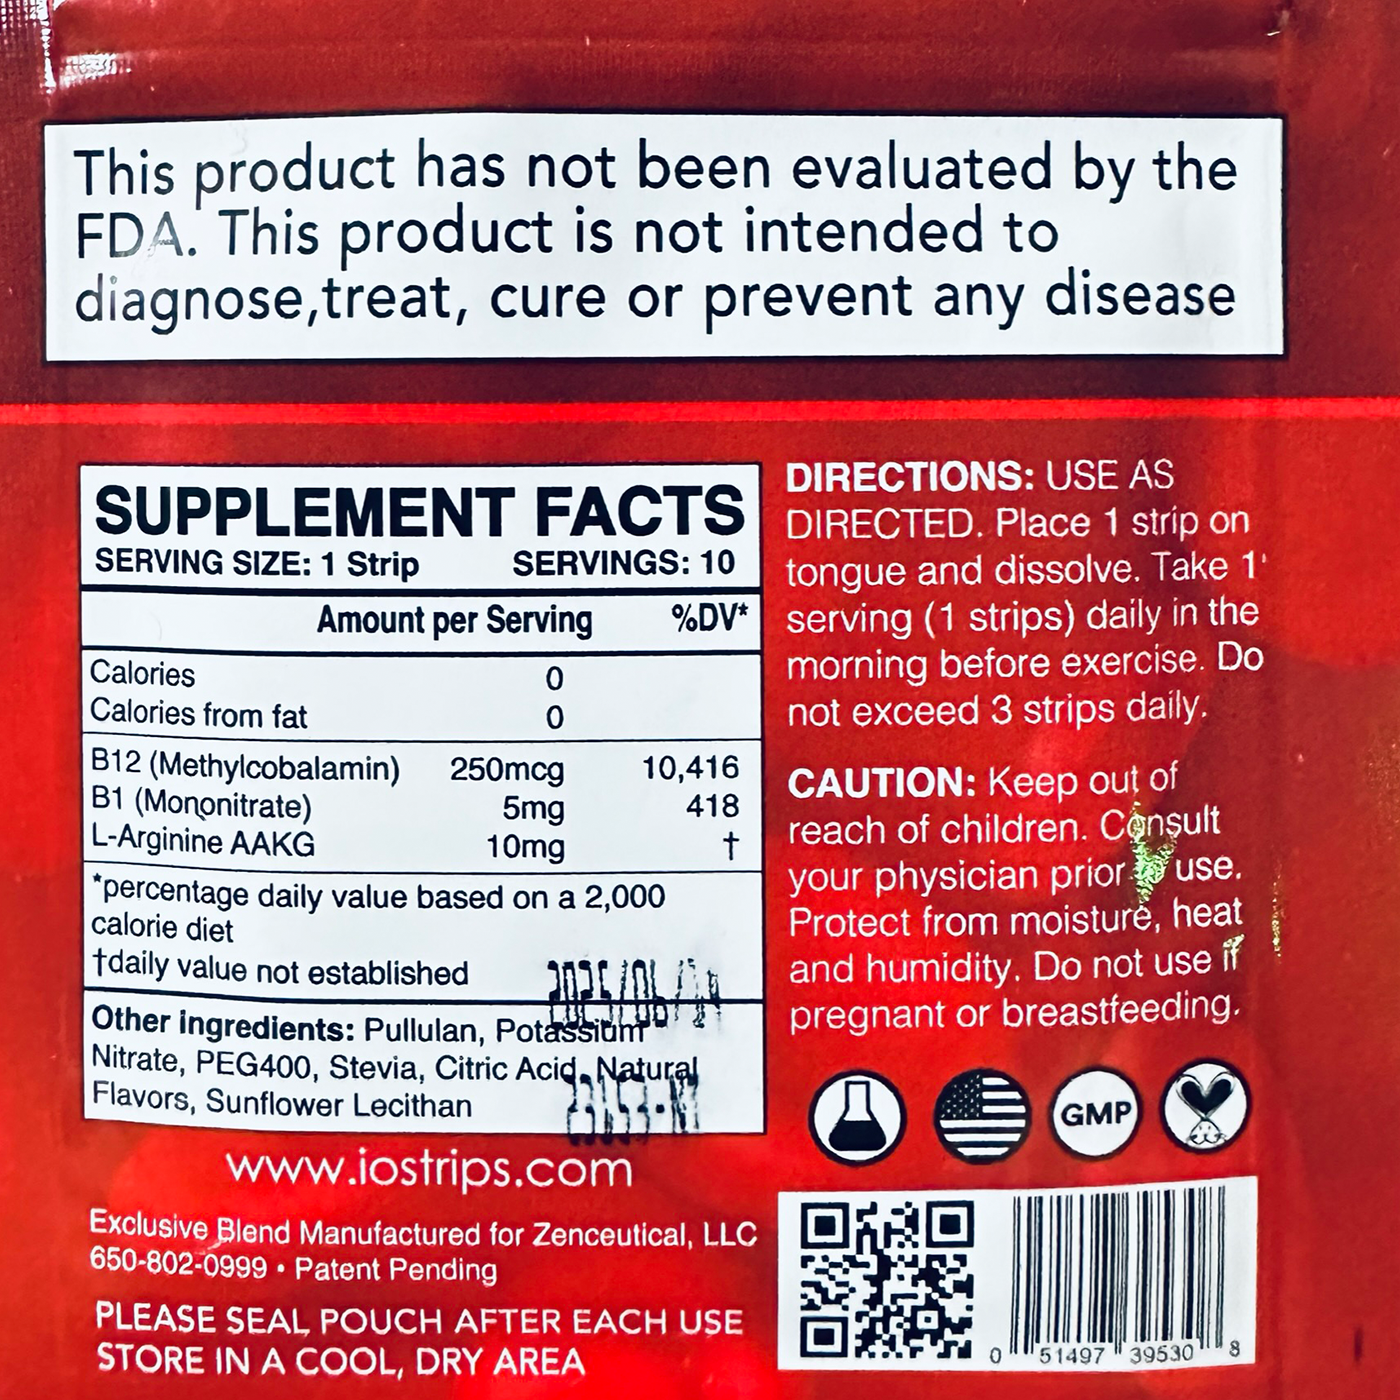 This product has not been evaluated by the
FDA. This product is not intended to
diagnose,treat, cure or prevent any disease
SUPPLEMENT FACTS
SERVING SIZE: 1 Strip SERVINGS: 10
Amount per Serving %DV*
Calories 0
Calories from fat 0
B12 (Methylcobalamin) 250mcg 10,416
B1 (Mononitrate) 5mg 418
L-Arginine AAKG 10mg †
*percentage daily value based on a 2,000
calorie diet
†daily value not established
Other ingredients: Pullulan, Potassium
Nitrate, PEG400, Stevia, Citric Acid, Natural
Flavors, Sunflower Lecithan
www.iostrips.com
Exclusive Blend Manufactured for Zenceutical, LLC
650-802-0999 • Patent Pending
PLEASE SEAL POUCH AFTER EACH USE
STORE IN A COOL, DRY AREA
DIRECTIONS: USE AS
DIRECTED. Place 1 strip on
tongue and dissolve. Take 1'
serving (1 strips) daily in the
morning before exercise. Do
not exceed 3 strips daily.
CAUTION: Keep out of
reach of children. Consult
your physician prior to use.
Protect from moisture, heat
and humidity. Do not use if
pregnant or breastfeeding.
GMP
0 51497 39530 8